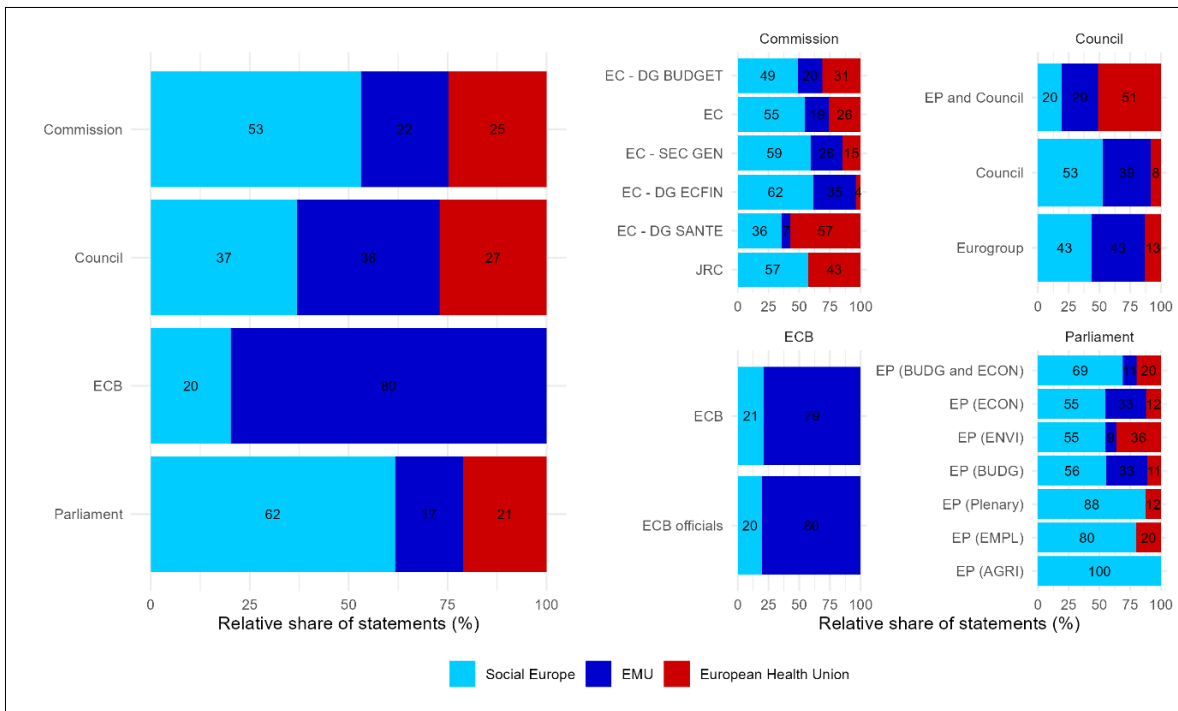 Commission
53 22 25
Council
37 36 27
ECB
20 80
Parliament
62 17 21
0 25 50 75 100
Relative share of statements (%)
Commission
EC - DG BUDGET 49 20 31
EC 55 19 26
EC - SEC GEN 59 26 15
EC - DG ECFIN 62 35 4
EC - DG SANTE 36 7 57
JRC 57 43
0 25 50 75 100
Council
EP and Council 20 29 51
Council 53 39 8
Eurogroup 43 43 13
0 25 50 75 100
ECB
ECB 21 79
ECB officials 20 80
0 25 50 75 100
Parliament
EP (BUDG and ECON) 69 11 20
EP (ECON) 55 33 12
EP (ENVI) 55 9 36
EP (BUDG) 56 33 11
EP (Plenary) 88 12
EP (EMPL) 80 20
EP (AGRI) 100
0 25 50 75 100
Relative share of statements (%)
Social Europe EMU European Health Union